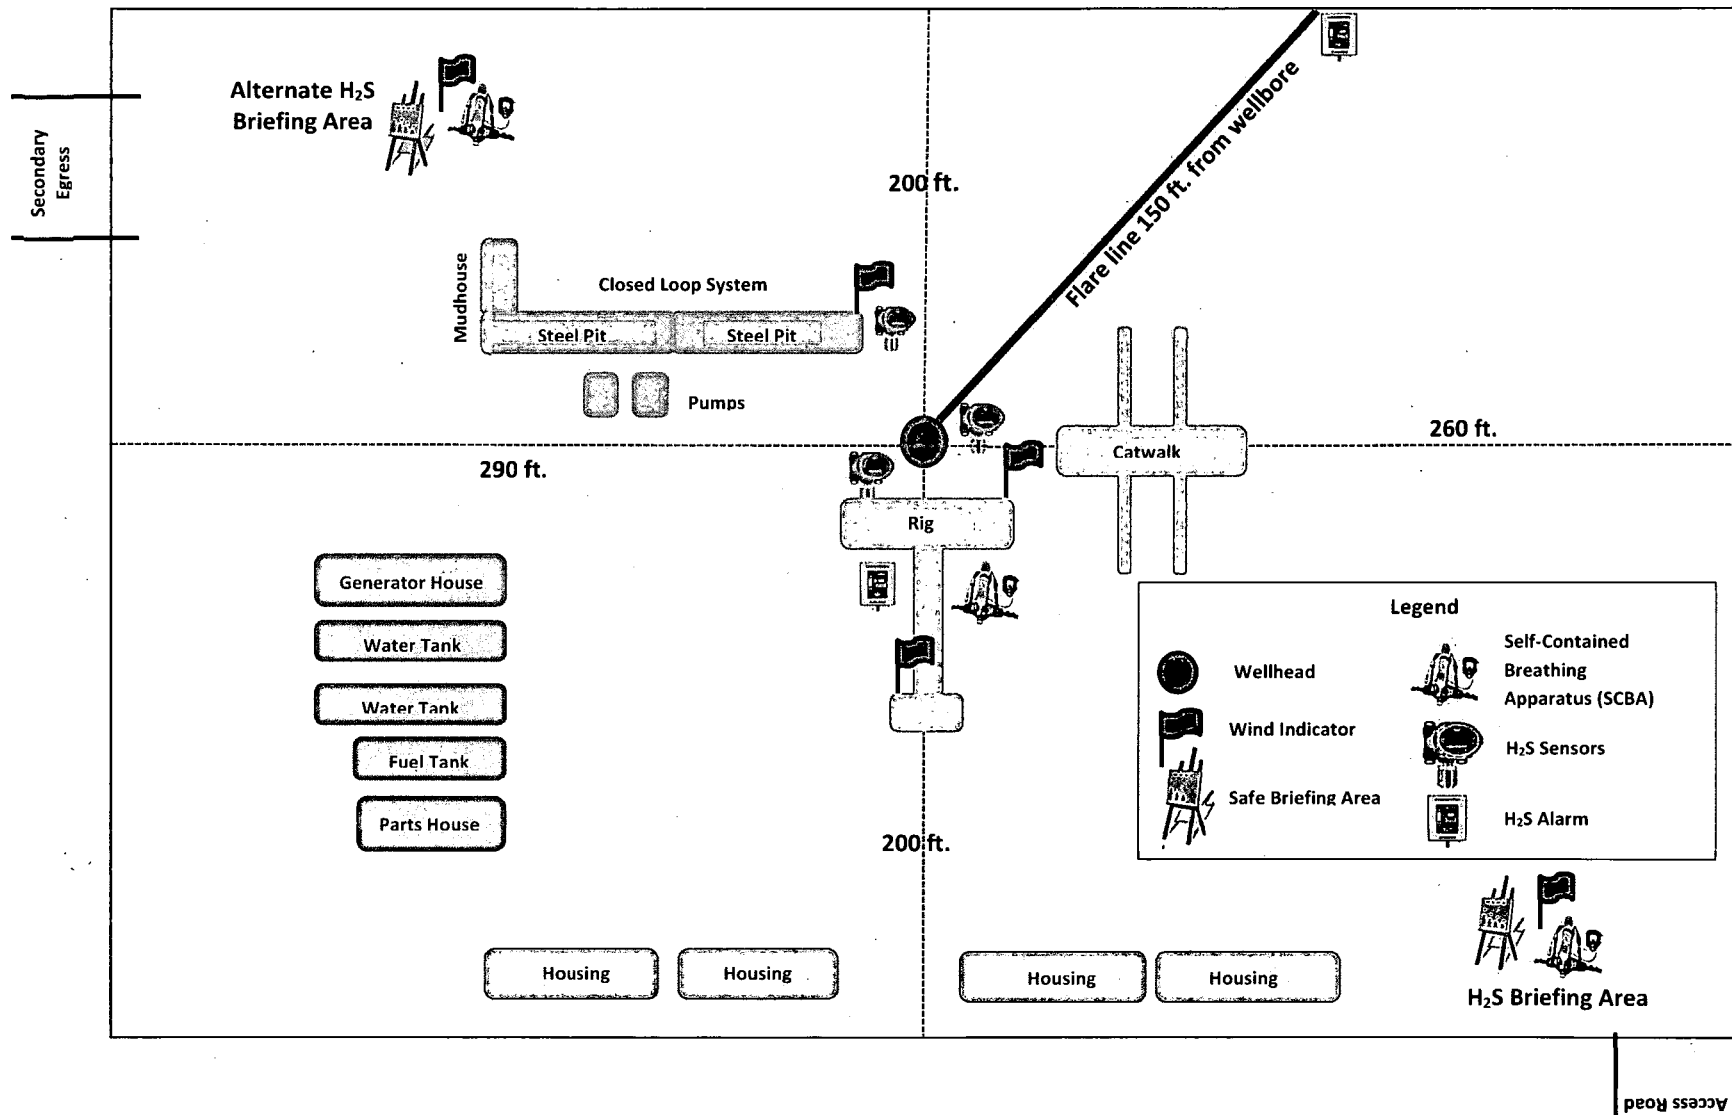 Alternate H₂S
Briefing Area
Secondary
Egress
200 ft.
Flare line 150 ft. from wellbore
Mudhouse
Closed Loop System
Steel Pit
Steel Pit
Pumps
290 ft.
260 ft.
Catwalk
Rig
Generator House
Water Tank
Water Tank
Fuel Tank
Parts House
200 ft.
Legend
Wellhead
Wind Indicator
Safe Briefing Area
Self-Contained
Breathing
Apparatus (SCBA)
H₂S Sensors
H₂S Alarm
Housing
Housing
Housing
Housing
H₂S Briefing Area
Access Road